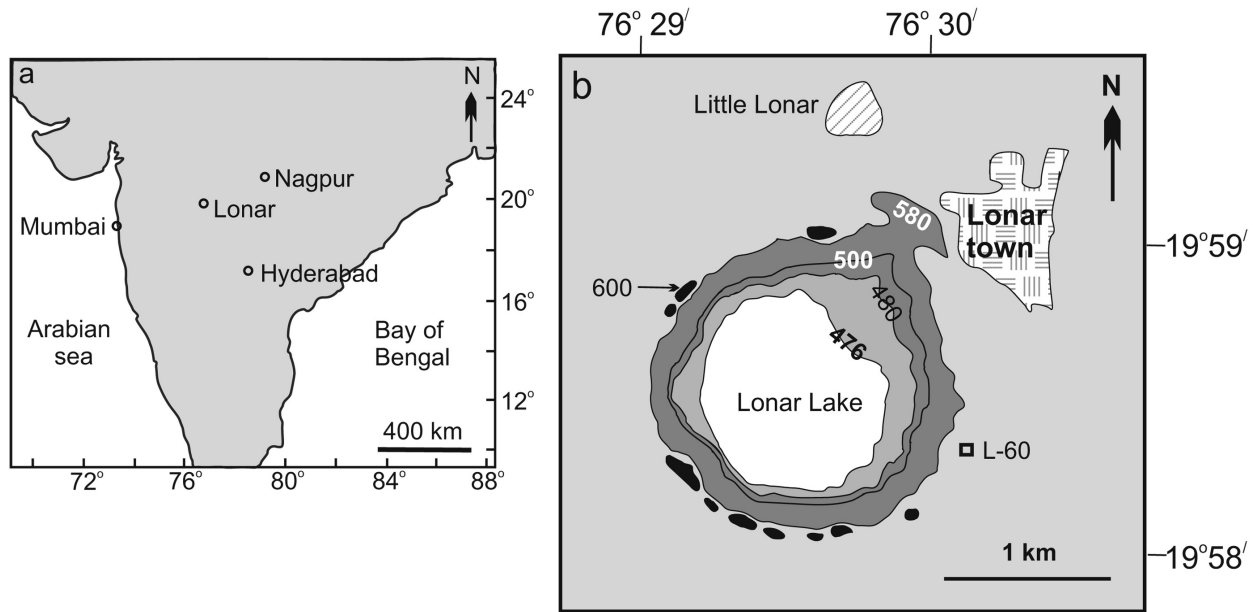 a
N
24°
20°
16°
12°
Nagpur
Lonar
Mumbai
Hyderabad
Arabian
sea
Bay of
Bengal
400 km
72°
76°
80°
84°
88°
76° 29′
76° 30′
b
Little Lonar
N
580
Lonar
town
500
19°59′
600
480
476
Lonar Lake
L-60
1 km
19°58′